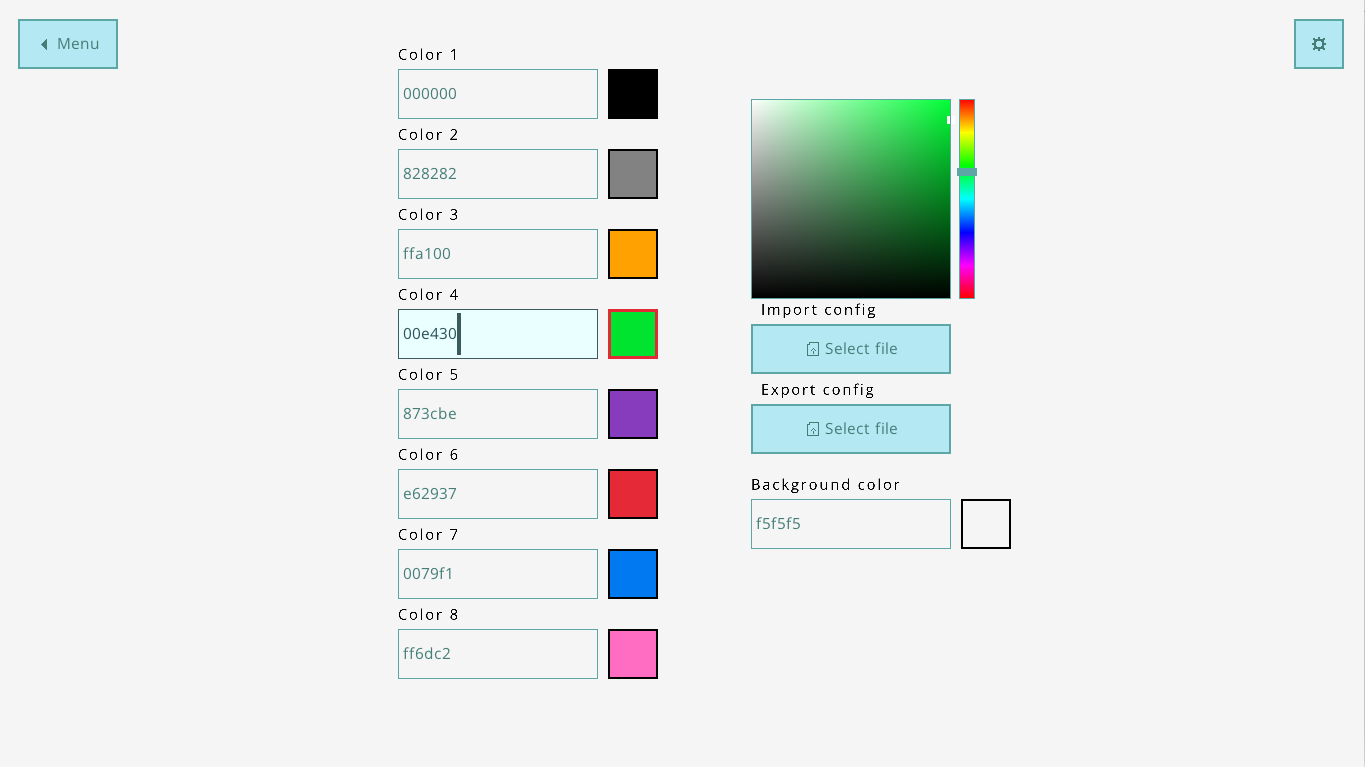 Menu
Color 1
000000
Color 2
828282
Color 3
ffa100
Color 4
00e430
Color 5
873cbe
Color 6
e62937
Color 7
0079f1
Color 8
ff6dc2
Import config
Select file
Export config
Select file
Background color
f5f5f5